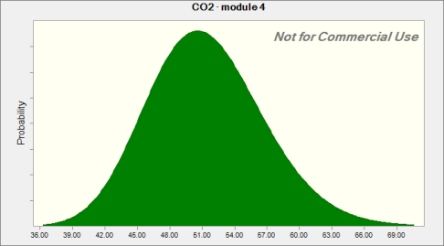 CO2 - module 4
Not for Commercial Use
Probability
36.00 39.00 42.00 45.00 48.00 51.00 54.00 57.00 60.00 63.00 66.00 69.00